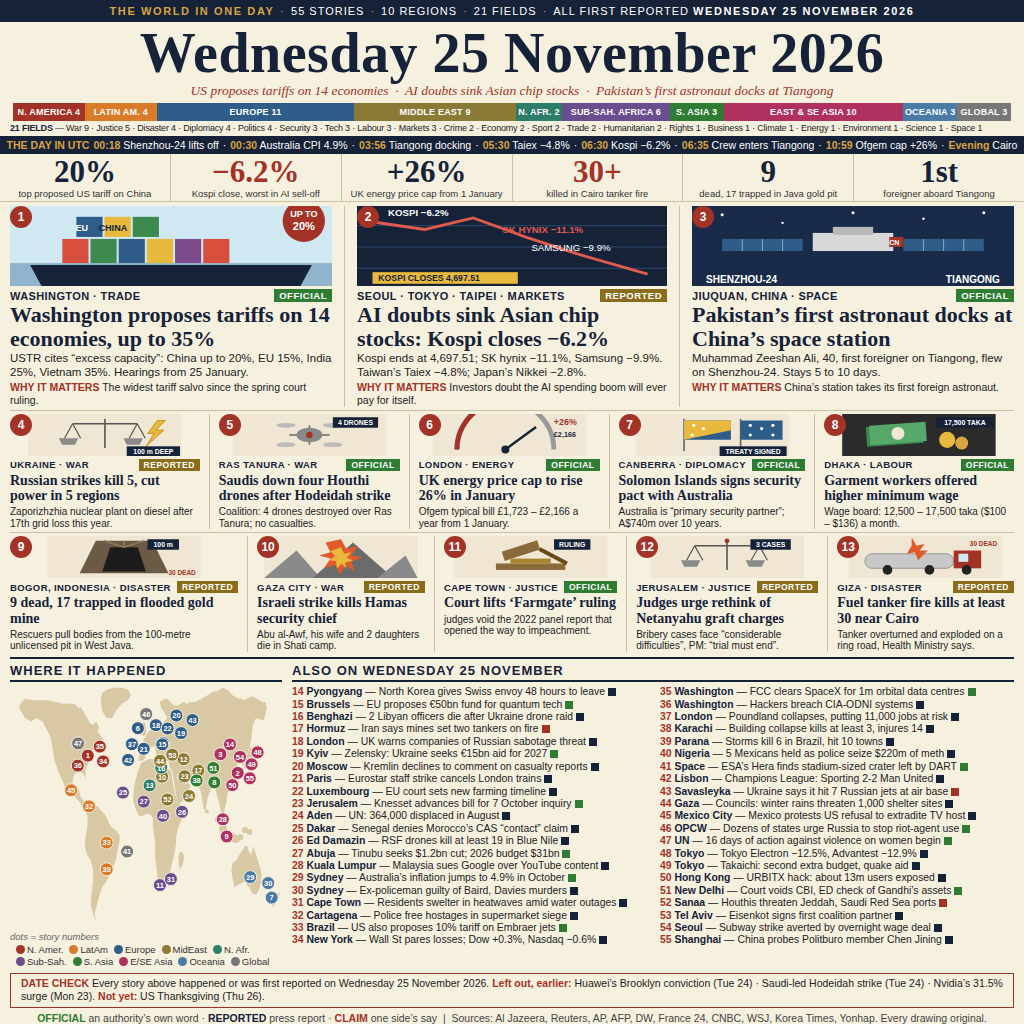 THE WORLD IN ONE DAY · 55 STORIES · 10 REGIONS · 21 FIELDS · ALL FIRST REPORTED WEDNESDAY 25 NOVEMBER 2026
Wednesday 25 November 2026
US proposes tariffs on 14 economies · AI doubts sink Asian chip stocks · Pakistan's first astronaut docks at Tiangong
N. AMERICA 4 LATIN AM. 4 EUROPE 11 MIDDLE EAST 9 N. AFR. 2 SUB-SAH. AFRICA 6 S. ASIA 3 EAST & SE ASIA 10 OCEANIA 3 GLOBAL 3
21 FIELDS — War 9 · Justice 5 · Disaster 4 · Diplomacy 4 · Politics 4 · Security 3 · Tech 3 · Labour 3 · Markets 3 · Crime 2 · Economy 2 · Sport 2 · Trade 2 · Humanitarian 2 · Rights 1 · Business 1 · Climate 1 · Energy 1 · Environment 1 · Science 1 · Space 1
THE DAY IN UTC 00:18 Shenzhou-24 lifts off · 00:30 Australia CPI 4.9% · 03:56 Tiangong docking · 05:30 Taiex −4.8% · 06:30 Kospi −6.2% · 06:35 Crew enters Tiangong · 10:59 Ofgem cap +26% · Evening Cairo
20% −6.2% +26% 30+ 9 1st
top proposed US tariff on China Kospi close, worst in AI sell-off UK energy price cap from 1 January killed in Cairo tanker fire dead, 17 trapped in Java gold pit foreigner aboard Tiangong
1 EU CHINA UP TO 20%
WASHINGTON · TRADE OFFICIAL
Washington proposes tariffs on 14
economies, up to 35%
USTR cites “excess capacity”: China up to 20%, EU 15%, India
25%, Vietnam 35%. Hearings from 25 January.
WHY IT MATTERS The widest tariff salvo since the spring court
ruling.
2 KOSPI −6.2%
SK HYNIX −11.1%
SAMSUNG −9.9%
KOSPI CLOSES 4,697.51
SEOUL · TOKYO · TAIPEI · MARKETS REPORTED
AI doubts sink Asian chip
stocks: Kospi closes −6.2%
Kospi ends at 4,697.51; SK hynix −11.1%, Samsung −9.9%.
Taiwan's Taiex −4.8%; Japan's Nikkei −2.8%.
WHY IT MATTERS Investors doubt the AI spending boom will ever
pay for itself.
3 CN
SHENZHOU-24 TIANGONG
JIUQUAN, CHINA · SPACE OFFICIAL
Pakistan's first astronaut docks at
China's space station
Muhammad Zeeshan Ali, 40, first foreigner on Tiangong, flew
on Shenzhou-24. Stays 5 to 10 days.
WHY IT MATTERS China's station takes its first foreign astronaut.
4 100 m DEEP
UKRAINE · WAR REPORTED
Russian strikes kill 5, cut
power in 5 regions
Zaporizhzhia nuclear plant on diesel after
17th grid loss this year.
5 4 DRONES
RAS TANURA · WAR OFFICIAL
Saudis down four Houthi
drones after Hodeidah strike
Coalition: 4 drones destroyed over Ras
Tanura; no casualties.
6 +26%
£2,166
LONDON · ENERGY OFFICIAL
UK energy price cap to rise
26% in January
Ofgem typical bill £1,723 – £2,166 a
year from 1 January.
7 TREATY SIGNED
CANBERRA · DIPLOMACY OFFICIAL
Solomon Islands signs security
pact with Australia
Australia is “primary security partner”;
A$740m over 10 years.
8 17,500 TAKA
DHAKA · LABOUR OFFICIAL
Garment workers offered
higher minimum wage
Wage board: 12,500 – 17,500 taka ($100
– $136) a month.
9 100 m
30 DEAD
BOGOR, INDONESIA · DISASTER REPORTED
9 dead, 17 trapped in flooded gold
mine
Rescuers pull bodies from the 100-metre
unlicensed pit in West Java.
10
GAZA CITY · WAR REPORTED
Israeli strike kills Hamas
security chief
Abu al-Awf, his wife and 2 daughters
die in Shati camp.
11 RULING
CAPE TOWN · JUSTICE OFFICIAL
Court lifts ‘Farmgate’ ruling
judges void the 2022 panel report that
opened the way to impeachment.
12 3 CASES
JERUSALEM · JUSTICE REPORTED
Judges urge rethink of
Netanyahu graft charges
Bribery cases face “considerable
difficulties”, PM: “trial must end”.
13 30 DEAD
GIZA · DISASTER REPORTED
Fuel tanker fire kills at least
30 near Cairo
Tanker overturned and exploded on a
ring road, Health Ministry says.
WHERE IT HAPPENED
46 20 43 6 18 22 19
47 35 1 34 36 37 21 15 42 53 12 44 16 10 14 3 54 48 49
45 32 25 13 27 23 17 38 51 8 2 55 50 52 24 40 26 28 9
33 41 39 11 31 29 30 7
dots = story numbers
N. Amer. LatAm Europe MidEast N. Afr.
Sub-Sah. S. Asia E/SE Asia Oceania Global
ALSO ON WEDNESDAY 25 NOVEMBER
14 Pyongyang — North Korea gives Swiss envoy 48 hours to leave
15 Brussels — EU proposes €50bn fund for quantum tech
16 Benghazi — 2 Libyan officers die after Ukraine drone raid
17 Hormuz — Iran says mines set two tankers on fire
18 London — UK warns companies of Russian sabotage threat
19 Kyiv — Zelensky: Ukraine seeks €15bn aid for 2027
20 Moscow — Kremlin declines to comment on casualty reports
21 Paris — Eurostar staff strike cancels London trains
22 Luxembourg — EU court sets new farming timeline
23 Jerusalem — Knesset advances bill for 7 October inquiry
24 Aden — UN: 364,000 displaced in August
25 Dakar — Senegal denies Morocco's CAS “contact” claim
26 Ed Damazin — RSF drones kill at least 19 in Blue Nile
27 Abuja — Tinubu seeks $1.2bn cut; 2026 budget $31bn
28 Kuala Lumpur — Malaysia sues Google over YouTube content
29 Sydney — Australia's inflation jumps to 4.9% in October
30 Sydney — Ex-policeman guilty of Baird, Davies murders
31 Cape Town — Residents swelter in heatwaves amid water outages
32 Cartagena — Police free hostages in supermarket siege
33 Brazil — US also proposes 10% tariff on Embraer jets
34 New York — Wall St pares losses; Dow +0.3%, Nasdaq −0.6%
35 Washington — FCC clears SpaceX for 1m orbital data centres
36 Washington — Hackers breach CIA-ODNI systems
37 London — Poundland collapses, putting 11,000 jobs at risk
38 Karachi — Building collapse kills at least 3, injures 14
39 Parana — Storms kill 6 in Brazil, hit 10 towns
40 Nigeria — 5 Mexicans held as police seize $220m of meth
41 Space — ESA's Hera finds stadium-sized crater left by DART
42 Lisbon — Champions League: Sporting 2-2 Man United
43 Savasleyka — Ukraine says it hit 7 Russian jets at air base
44 Gaza — Councils: winter rains threaten 1,000 shelter sites
45 Mexico City — Mexico protests US refusal to extradite TV host
46 OPCW — Dozens of states urge Russia to stop riot-agent use
47 UN — 16 days of action against violence on women begin
48 Tokyo — Tokyo Electron −12.5%, Advantest −12.9%
49 Tokyo — Takaichi: second extra budget, quake aid
50 Hong Kong — URBITX hack: about 13m users exposed
51 New Delhi — Court voids CBI, ED check of Gandhi's assets
52 Sanaa — Houthis threaten Jeddah, Saudi Red Sea ports
53 Tel Aviv — Eisenkot signs first coalition partner
54 Seoul — Subway strike averted by overnight wage deal
55 Shanghai — China probes Politburo member Chen Jining
DATE CHECK Every story above happened or was first reported on Wednesday 25 November 2026. Left out, earlier: Huawei's Brooklyn conviction (Tue 24) · Saudi-led Hodeidah strike (Tue 24) · Nvidia's 31.5%
surge (Mon 23). Not yet: US Thanksgiving (Thu 26).
OFFICIAL an authority's own word · REPORTED press report · CLAIM one side's say | Sources: Al Jazeera, Reuters, AP, AFP, DW, France 24, CNBC, WSJ, Korea Times, Yonhap. Every drawing original.